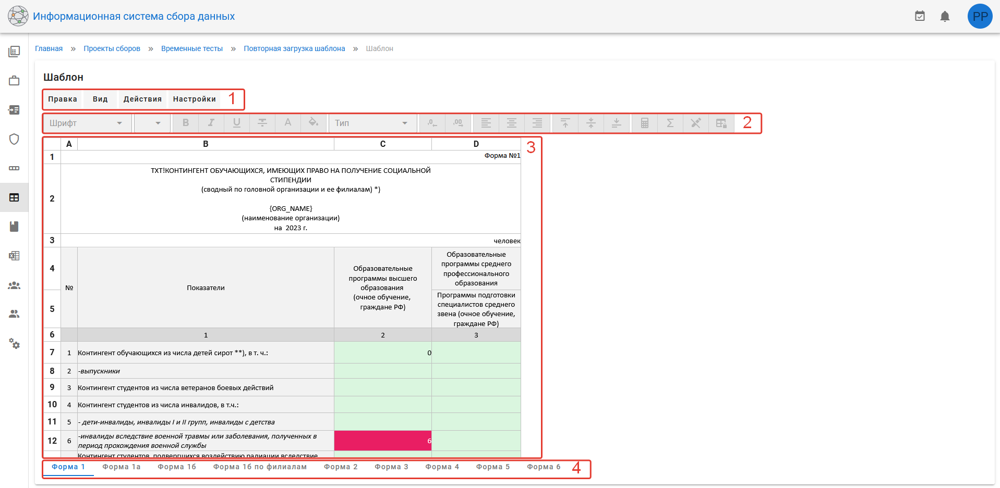 Информационная система сбора данных
PP
Главная » Проекты сборов » Временные тесты » Повторная загрузка шаблона » Шаблон
Шаблон
Правка Вид Действия Настройки 1
Шрифт B I U A Тип .0 .00 Σ 2
A B C D 3
1 Форма №1
2
ТХТ!КОНТИНГЕНТ ОБУЧАЮЩИХСЯ, ИМЕЮЩИХ ПРАВО НА ПОЛУЧЕНИЕ СОЦИАЛЬНОЙ
СТИПЕНДИИ
(сводный по головной организации и ее филиалам) *)
{ORG_NAME}
(наименование организации)
на 2023 г.
3 человек
4
5
№
Показатели
Образовательные
программы высшего
образования
(очное обучение,
граждане РФ)
Образовательные
программы среднего
профессионального
образования
Программы подготовки
специалистов среднего
звена (очное обучение,
граждане РФ)
6 1 2 3
7 1 Контингент обучающихся из числа детей сирот **), в т. ч.: 0
8 2 -выпускники
9 3 Контингент студентов из числа ветеранов боевых действий
10 4 Контингент студентов из числа инвалидов, в т.ч.:
11 5 - дети-инвалиды, инвалиды I и II групп, инвалиды с детства
12 6 -инвалиды вследствие военной травмы или заболевания, полученных в
период прохождения военной службы 6
Контингент студентов, подвергшихся воздействию радиации вследствие
Форма 1 Форма 1а Форма 1б Форма 1б по филиалам Форма 2 Форма 3 Форма 4 Форма 5 Форма 6 4